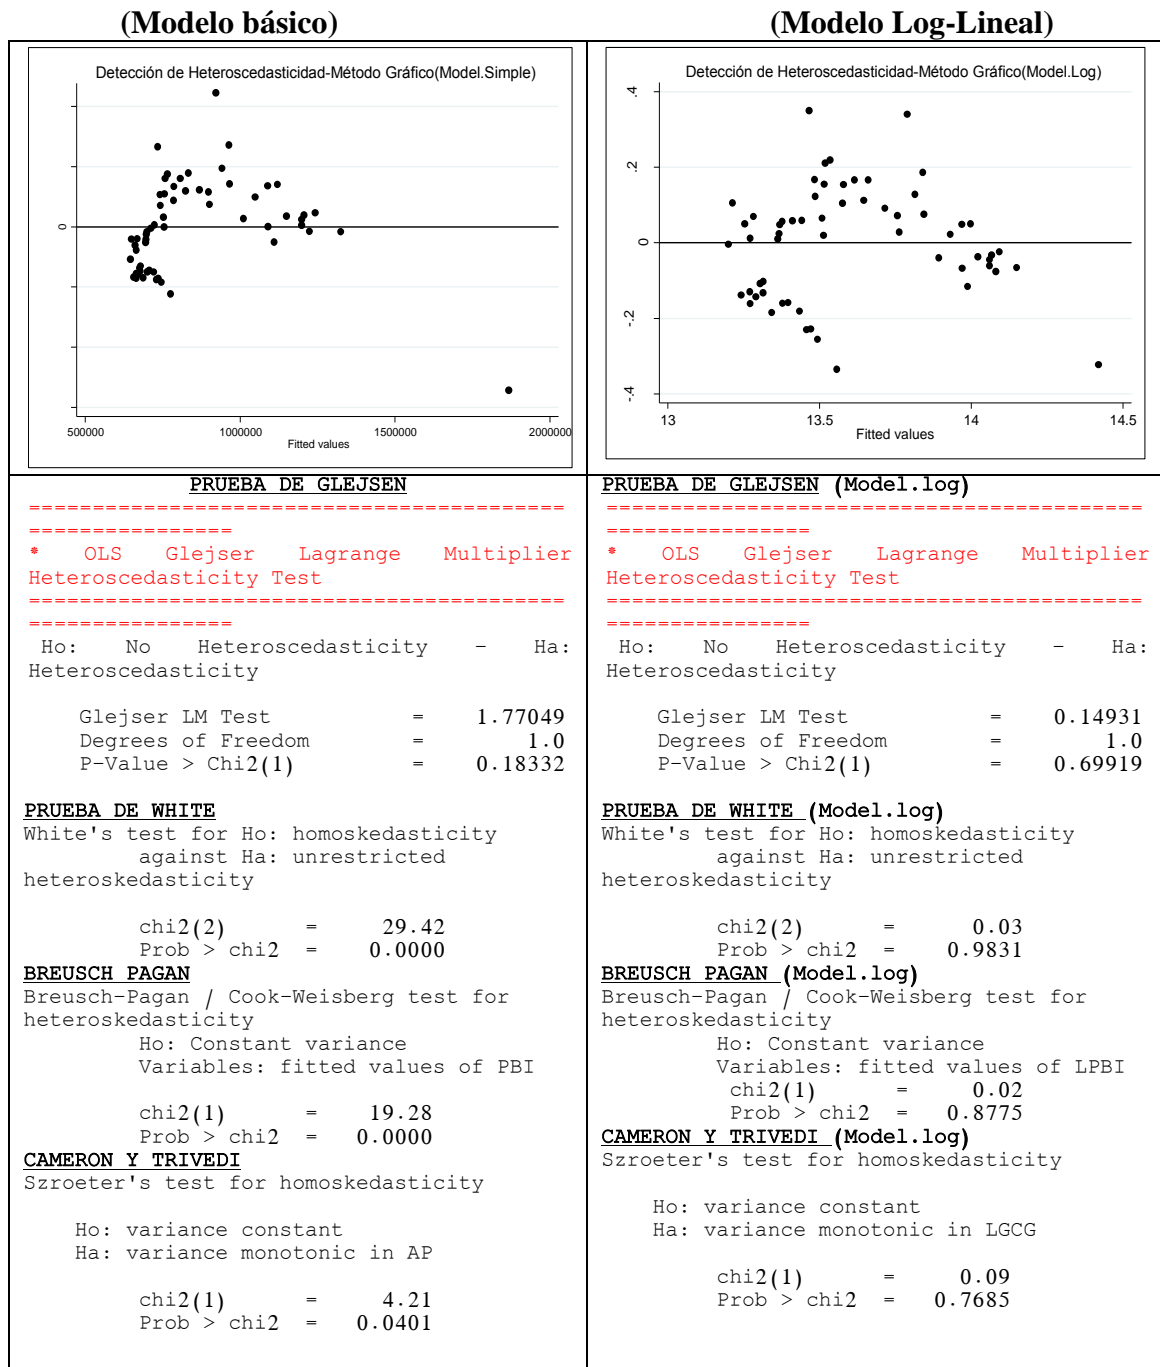 (Modelo básico)
(Modelo Log-Lineal)
Detección de Heteroscedasticidad-Método Gráfico(Model.Simple)
0
500000
1000000
1500000
2000000
Fitted values
Detección de Heteroscedasticidad-Método Gráfico(Model.Log)
.4
.2
0
-.2
-.4
13
13.5
14
14.5
Fitted values
PRUEBA DE GLEJSEN
==========================================
================
* OLS Glejser Lagrange Multiplier
Heteroscedasticity Test
==========================================
================
Ho: No Heteroscedasticity - Ha:
Heteroscedasticity
Glejser LM Test = 1.77049
Degrees of Freedom = 1.0
P-Value > Chi2(1) = 0.18332
PRUEBA DE WHITE
White's test for Ho: homoskedasticity
against Ha: unrestricted
heteroskedasticity
chi2(2) = 29.42
Prob > chi2 = 0.0000
BREUSCH PAGAN
Breusch-Pagan / Cook-Weisberg test for
heteroskedasticity
Ho: Constant variance
Variables: fitted values of PBI
chi2(1) = 19.28
Prob > chi2 = 0.0000
CAMERON Y TRIVEDI
Szroeter's test for homoskedasticity
Ho: variance constant
Ha: variance monotonic in AP
chi2(1) = 4.21
Prob > chi2 = 0.0401
PRUEBA DE GLEJSEN (Model.log)
==========================================
================
* OLS Glejser Lagrange Multiplier
Heteroscedasticity Test
==========================================
================
Ho: No Heteroscedasticity - Ha:
Heteroscedasticity
Glejser LM Test = 0.14931
Degrees of Freedom = 1.0
P-Value > Chi2(1) = 0.69919
PRUEBA DE WHITE (Model.log)
White's test for Ho: homoskedasticity
against Ha: unrestricted
heteroskedasticity
chi2(2) = 0.03
Prob > chi2 = 0.9831
BREUSCH PAGAN (Model.log)
Breusch-Pagan / Cook-Weisberg test for
heteroskedasticity
Ho: Constant variance
Variables: fitted values of LPBI
chi2(1) = 0.02
Prob > chi2 = 0.8775
CAMERON Y TRIVEDI (Model.log)
Szroeter's test for homoskedasticity
Ho: variance constant
Ha: variance monotonic in LGCG
chi2(1) = 0.09
Prob > chi2 = 0.7685